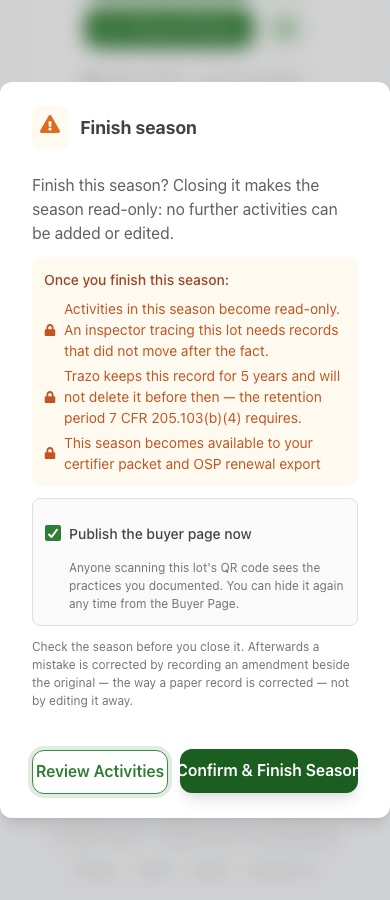 Finish season
Finish this season? Closing it makes the
season read-only: no further activities can
be added or edited.
Once you finish this season:
Activities in this season become read-only.
An inspector tracing this lot needs records
that did not move after the fact.
Trazo keeps this record for 5 years and will
not delete it before then — the retention
period 7 CFR 205.103(b)(4) requires.
This season becomes available to your
certifier packet and OSP renewal export
Publish the buyer page now
Anyone scanning this lot's QR code sees the
practices you documented. You can hide it again
any time from the Buyer Page.
Check the season before you close it. Afterwards a
mistake is corrected by recording an amendment beside
the original — the way a paper record is corrected — not
by editing it away.
Review Activities
Confirm & Finish Season